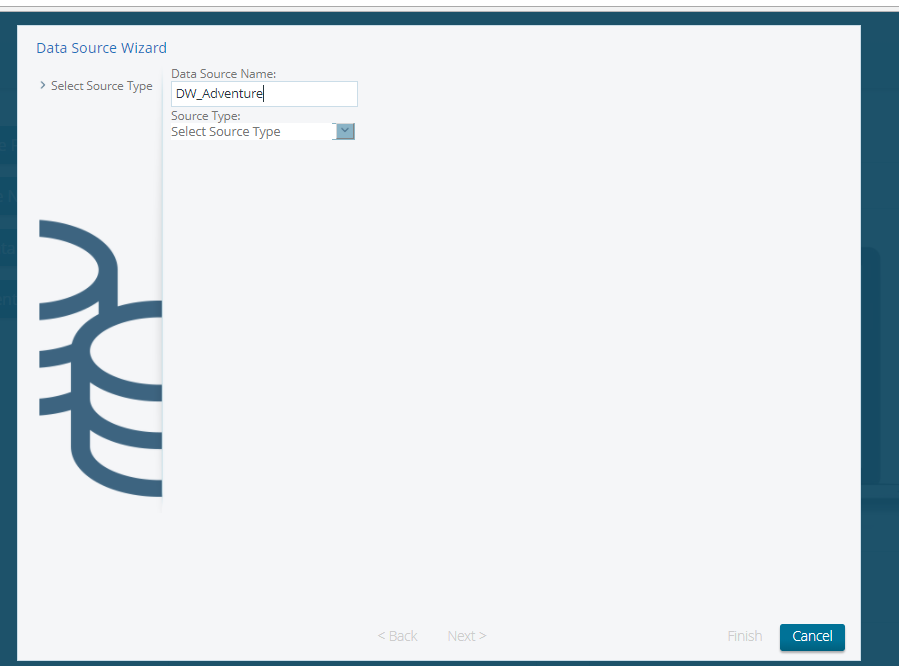 Data Source Wizard
> Select Source Type
Data Source Name:
DW_Adventure
Source Type:
Select Source Type
< Back Next > Finish Cancel